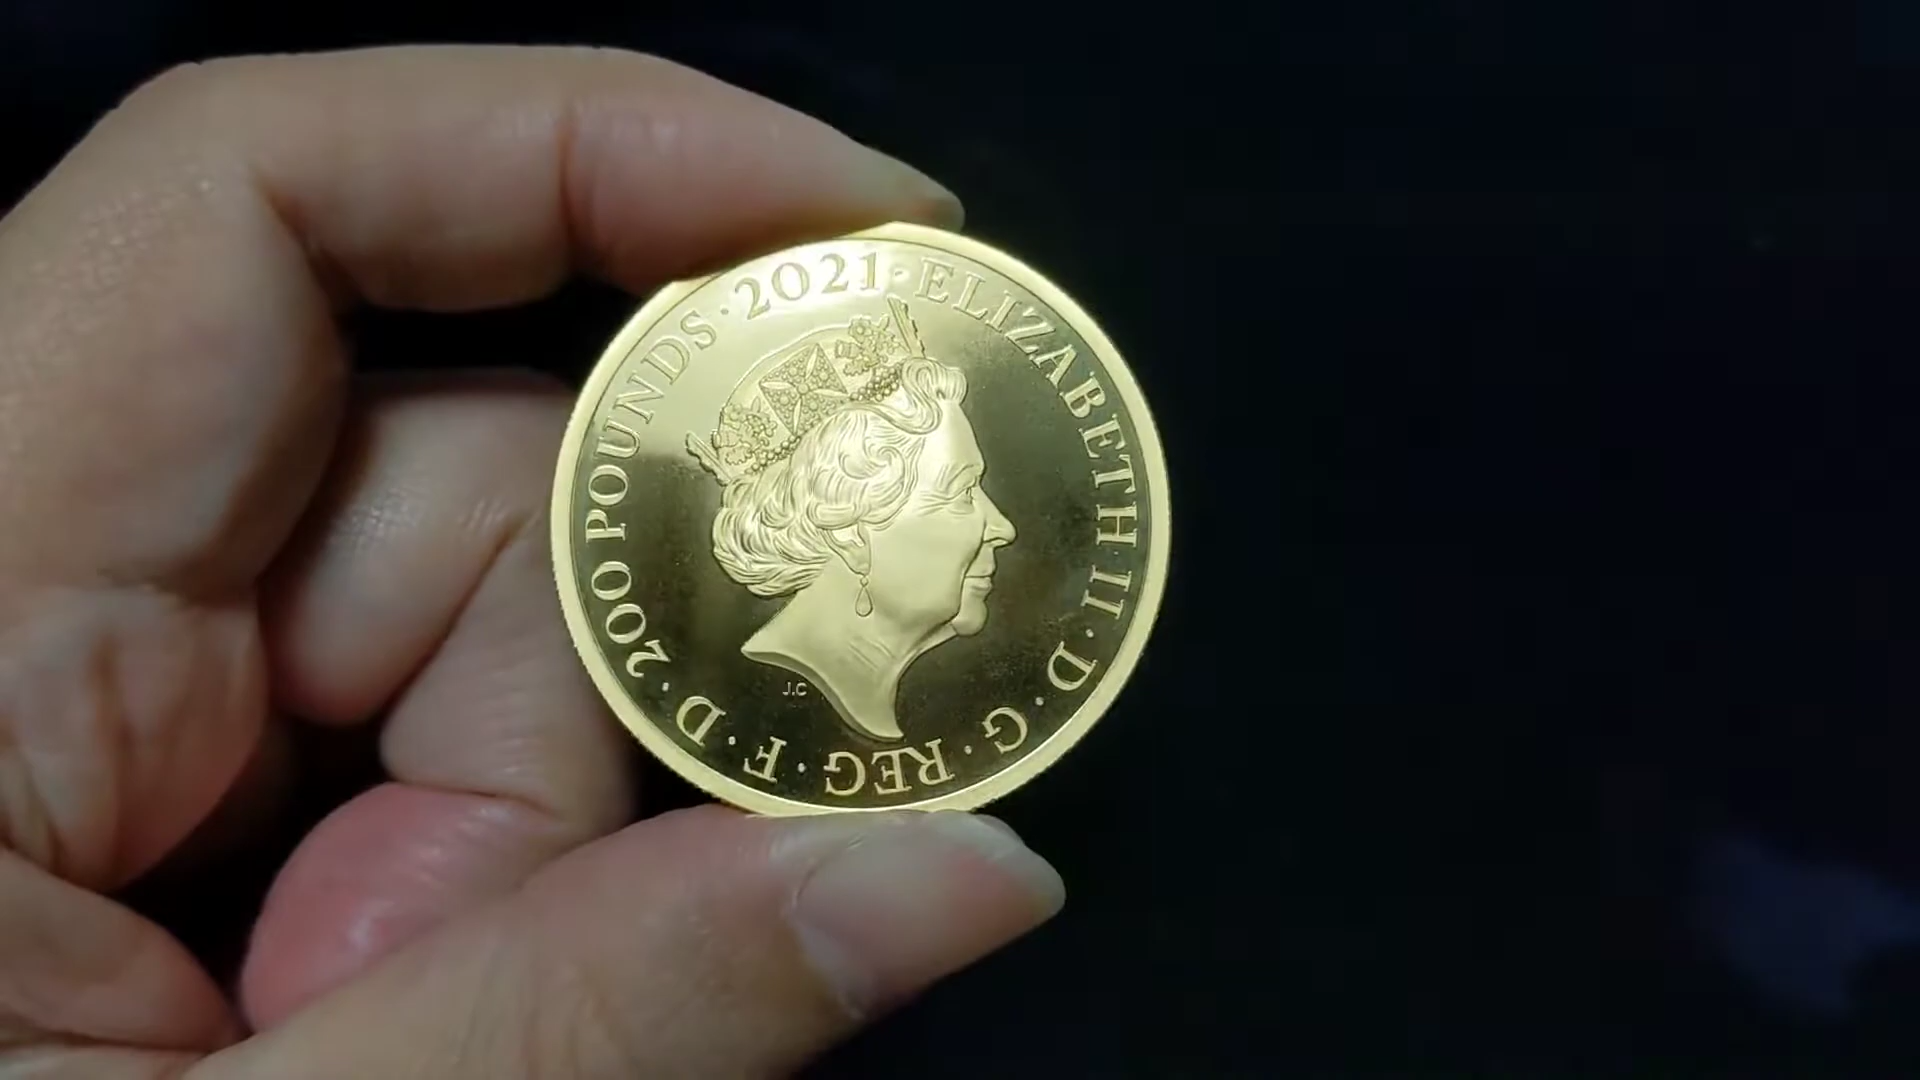 ELIZABETH II · D · G · REG · F · D · 200 POUNDS · 2021 ·
J.C